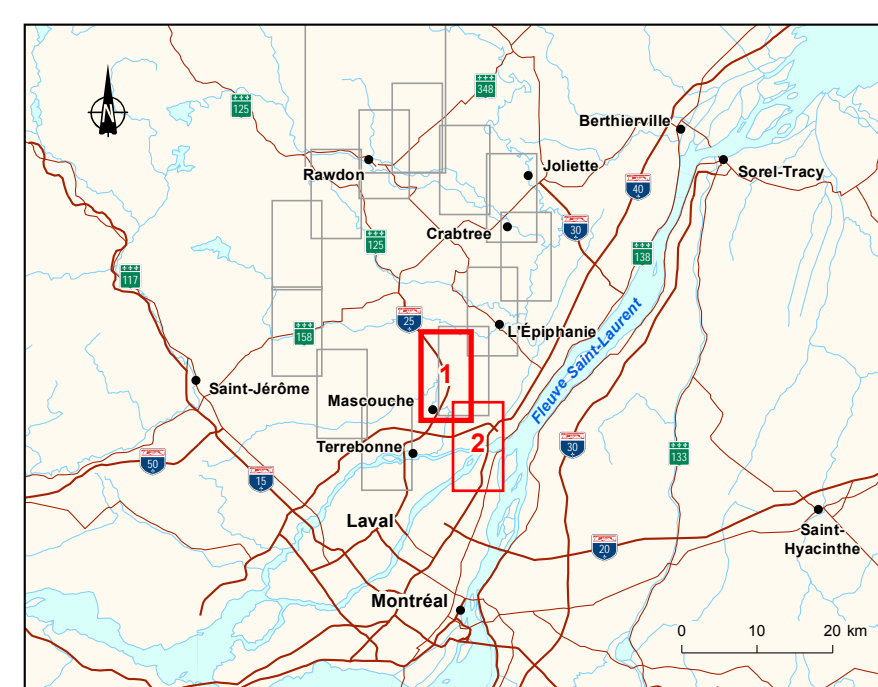 348
125
N
Berthierville
Joliette
Rawdon
Sorel-Tracy
40
Crabtree
30
125
138
117
25
L'Épiphanie
158
1
Saint-Jérôme
Mascouche
Fleuve Saint-Laurent
2
Terrebonne
30
133
50
15
Laval
Saint-
Hyacinthe
20
Montréal
0 10 20 km